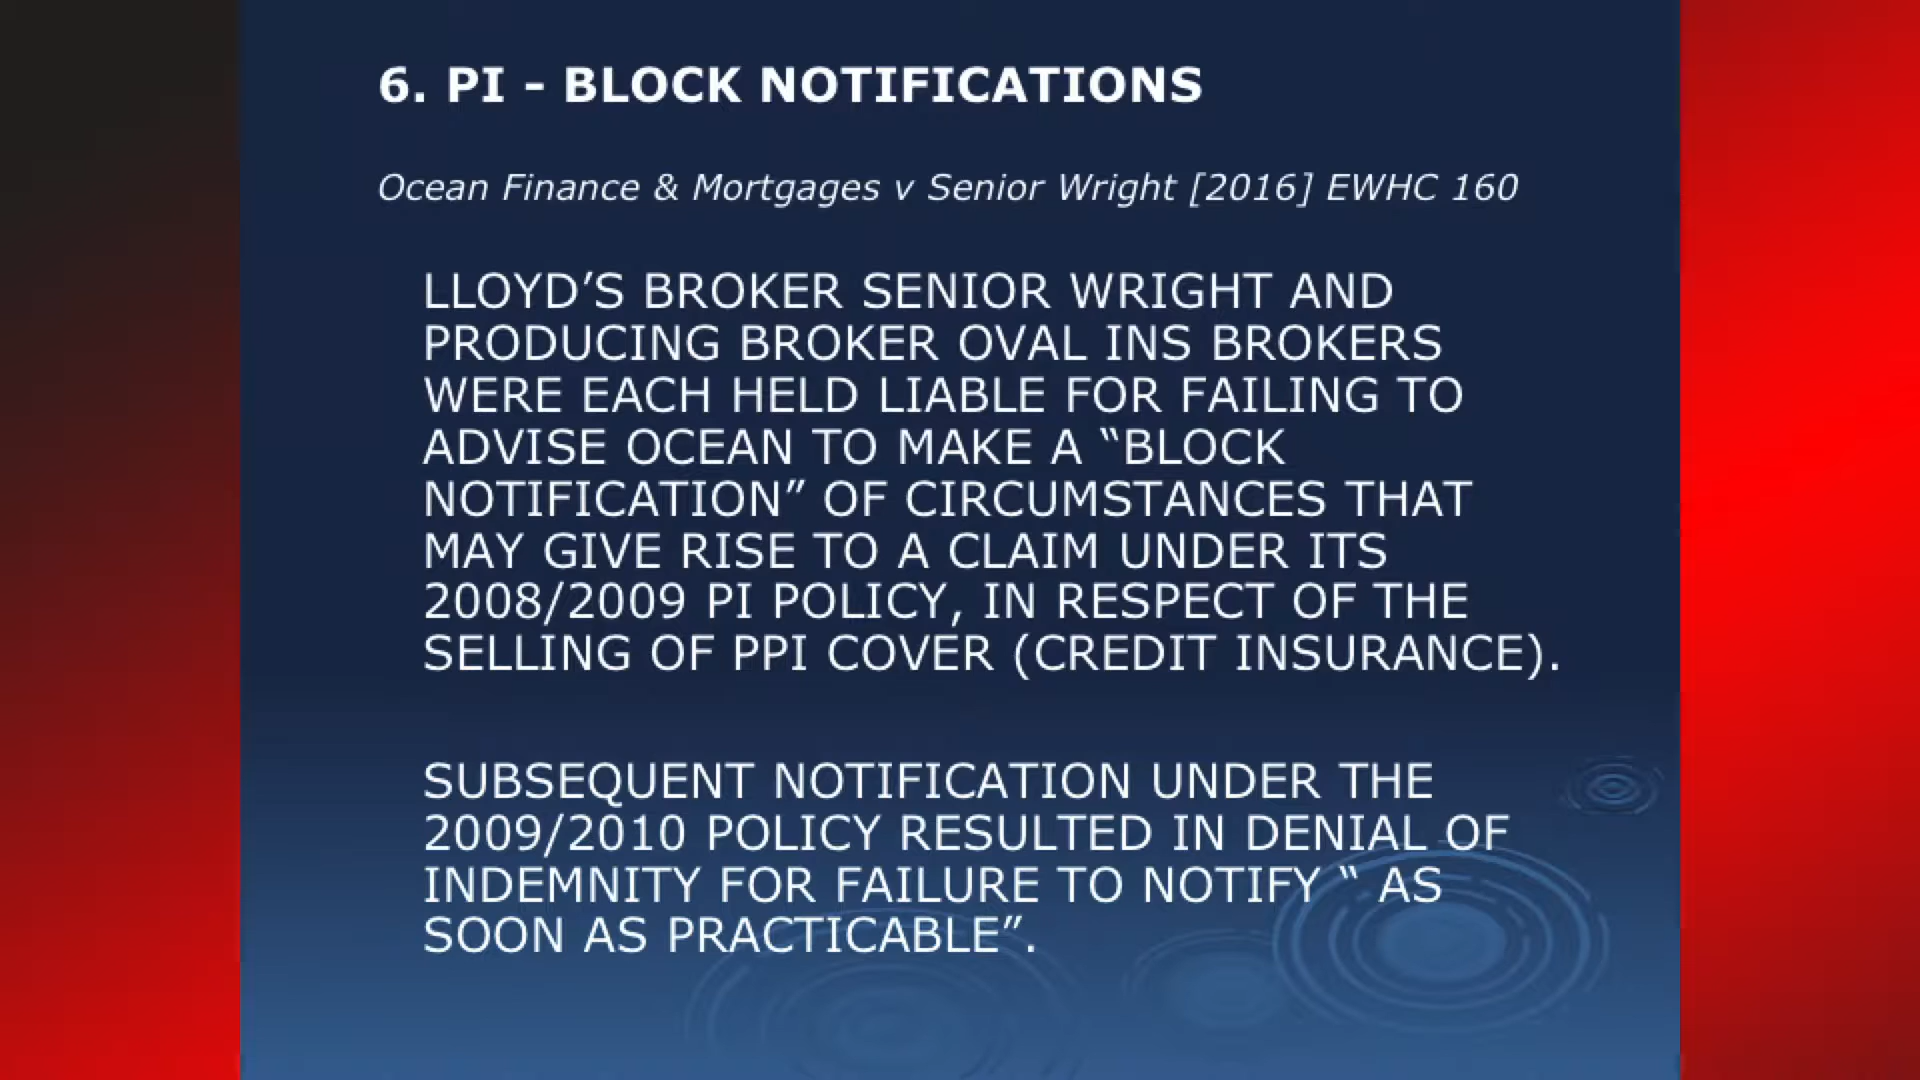 6. PI – BLOCK NOTIFICATIONS
Ocean Finance & Mortgages v Senior Wright [2016] EWHC 160
LLOYD’S BROKER SENIOR WRIGHT AND
PRODUCING BROKER OVAL INS BROKERS
WERE EACH HELD LIABLE FOR FAILING TO
ADVISE OCEAN TO MAKE A “BLOCK
NOTIFICATION” OF CIRCUMSTANCES THAT
MAY GIVE RISE TO A CLAIM UNDER ITS
2008/2009 PI POLICY, IN RESPECT OF THE
SELLING OF PPI COVER (CREDIT INSURANCE).
SUBSEQUENT NOTIFICATION UNDER THE
2009/2010 POLICY RESULTED IN DENIAL OF
INDEMNITY FOR FAILURE TO NOTIFY “ AS
SOON AS PRACTICABLE”.